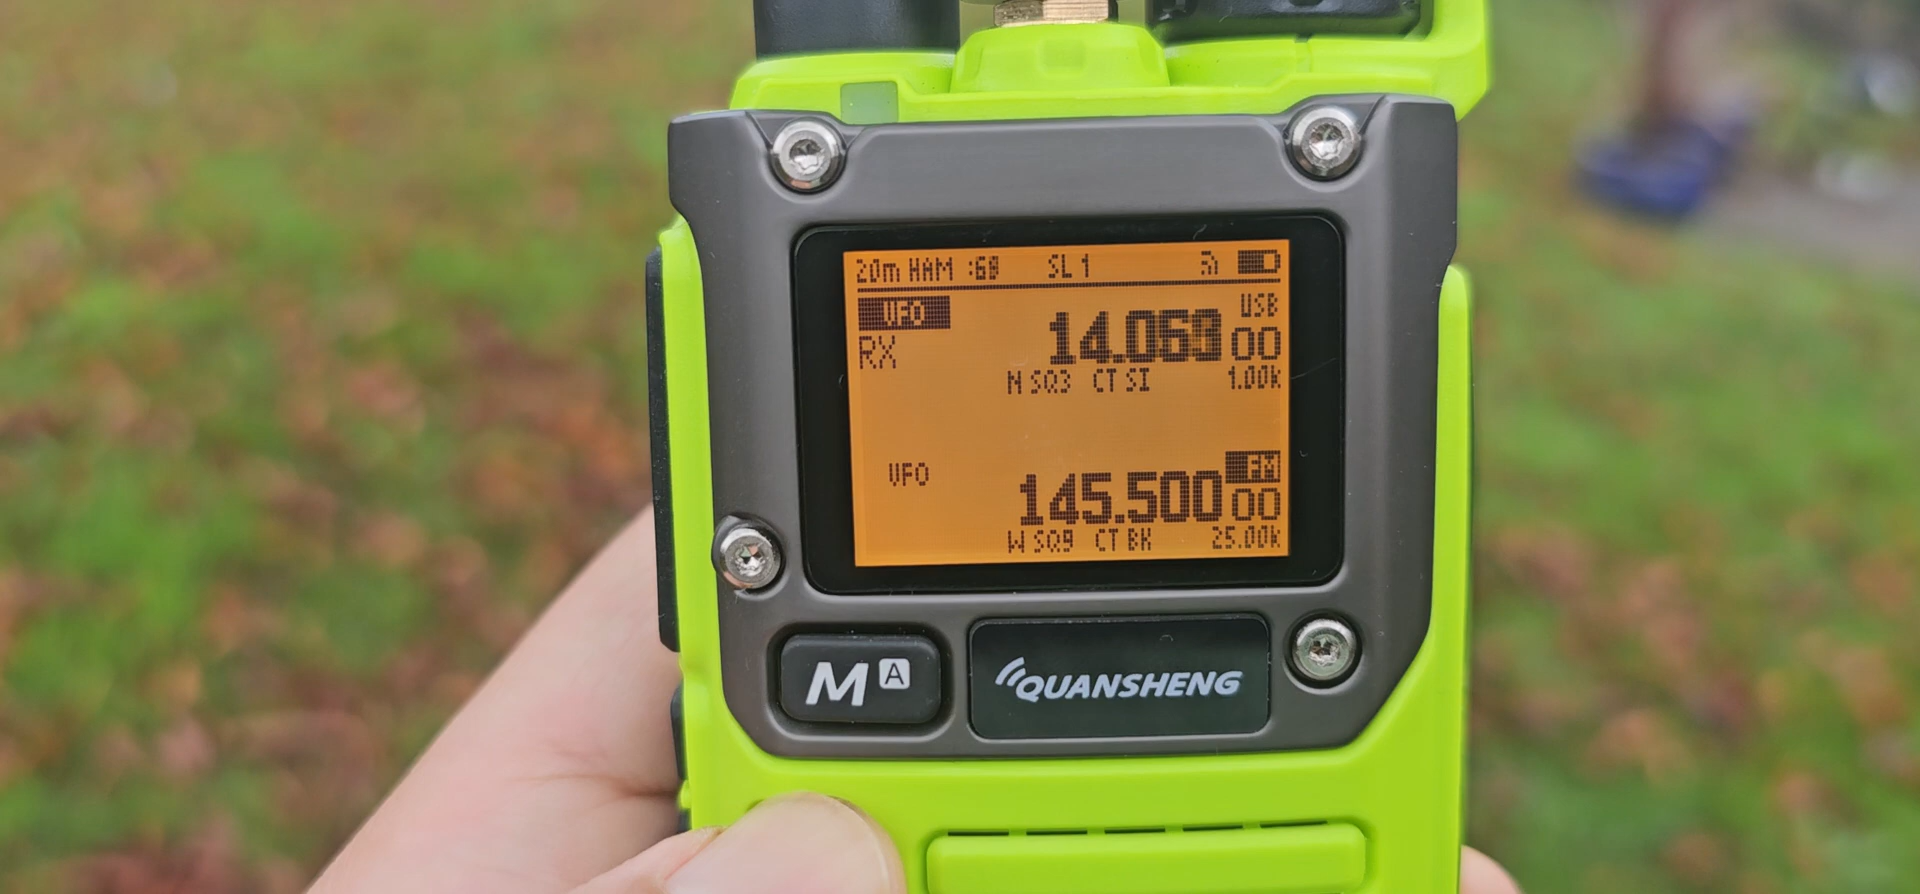 20m HAM :60 SL 1
VFO USB
RX 14.06 00
N SQ3 CT SI 1.00k
VFO FM
145.500 00
W SQ9 CT BK 25.00k
M A
QUANSHENG